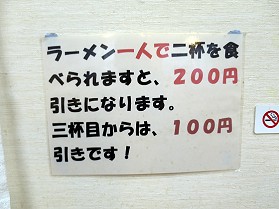 ラーメン一人で二杯を食
べられますと、200円
引きになります。
三杯目からは、100円
引きです!